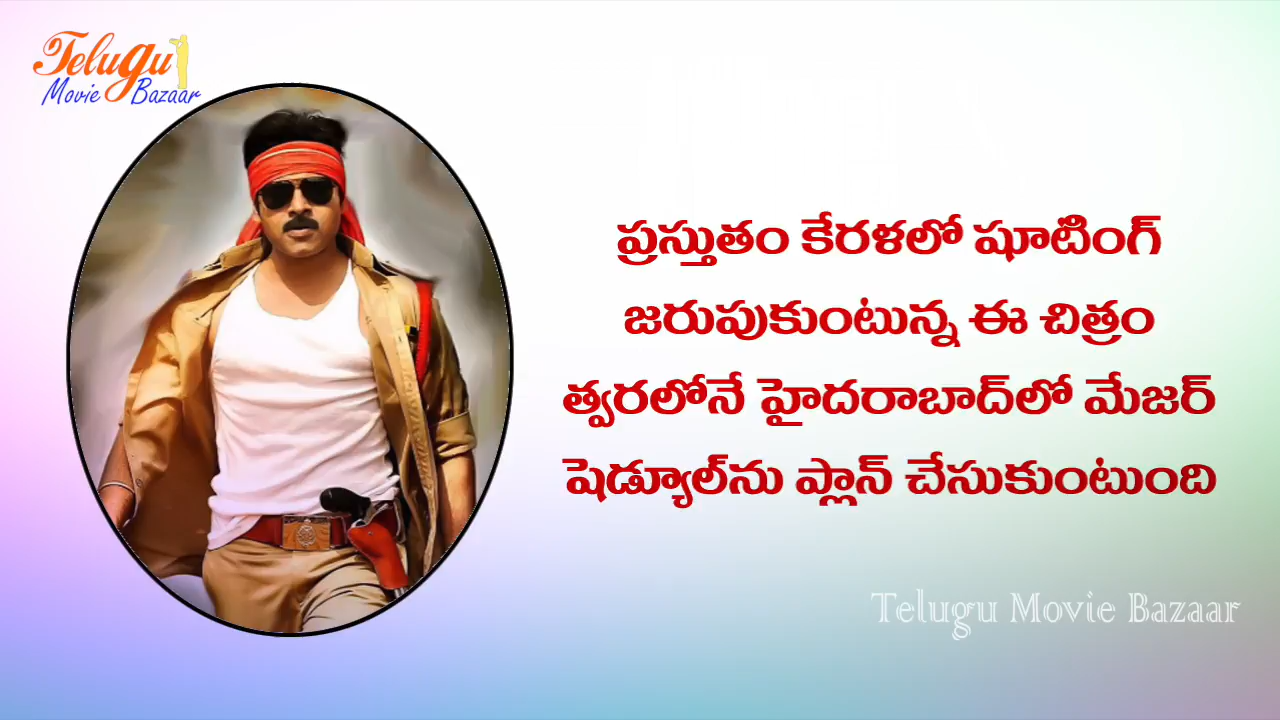 Telugu
Movie Bazaar
ప్రస్తుతం కేరళలో షూటింగ్
జరుపుకుంటున్న ఈ చిత్రం
త్వరలోనే హైదరాబాద్‌లో మేజర్
షెడ్యూల్‌ను ప్లాన్ చేసుకుంటుంది
Telugu Movie Bazaar